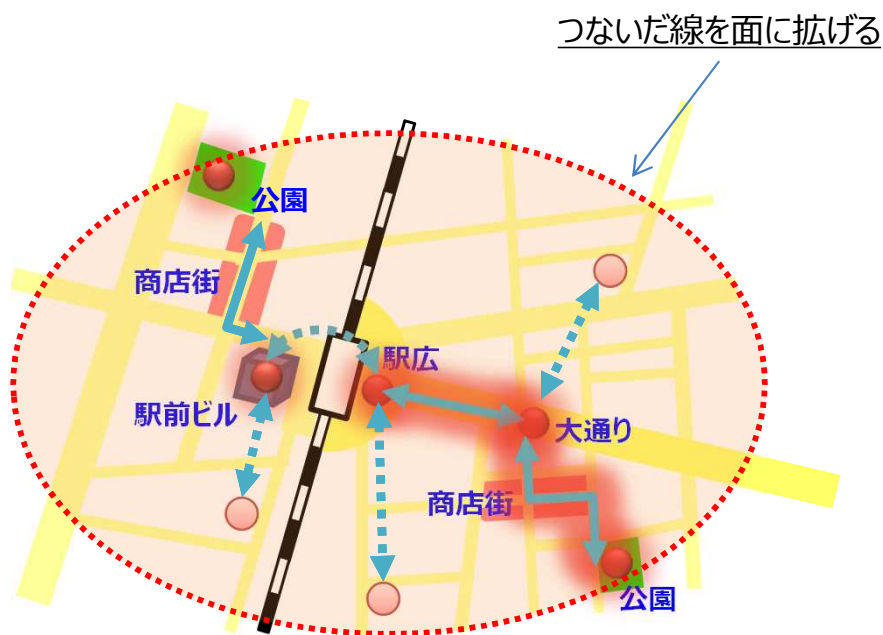 つないだ線を面に拡げる
公園
商店街
駅広
駅前ビル
大通り
商店街
公園